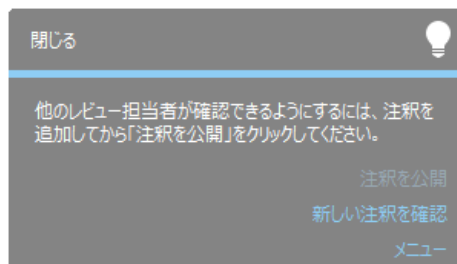 閉じる
他のレビュー担当者が確認できるようにするには、注釈を
追加してから「注釈を公開」をクリックしてください。
注釈を公開
新しい注釈を確認
メニュー